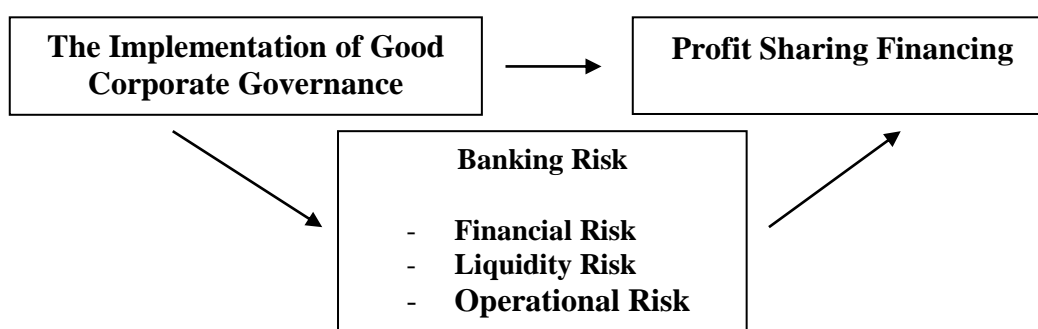 The Implementation of Good
Corporate Governance
Profit Sharing Financing
Banking Risk
- Financial Risk
- Liquidity Risk
- Operational Risk